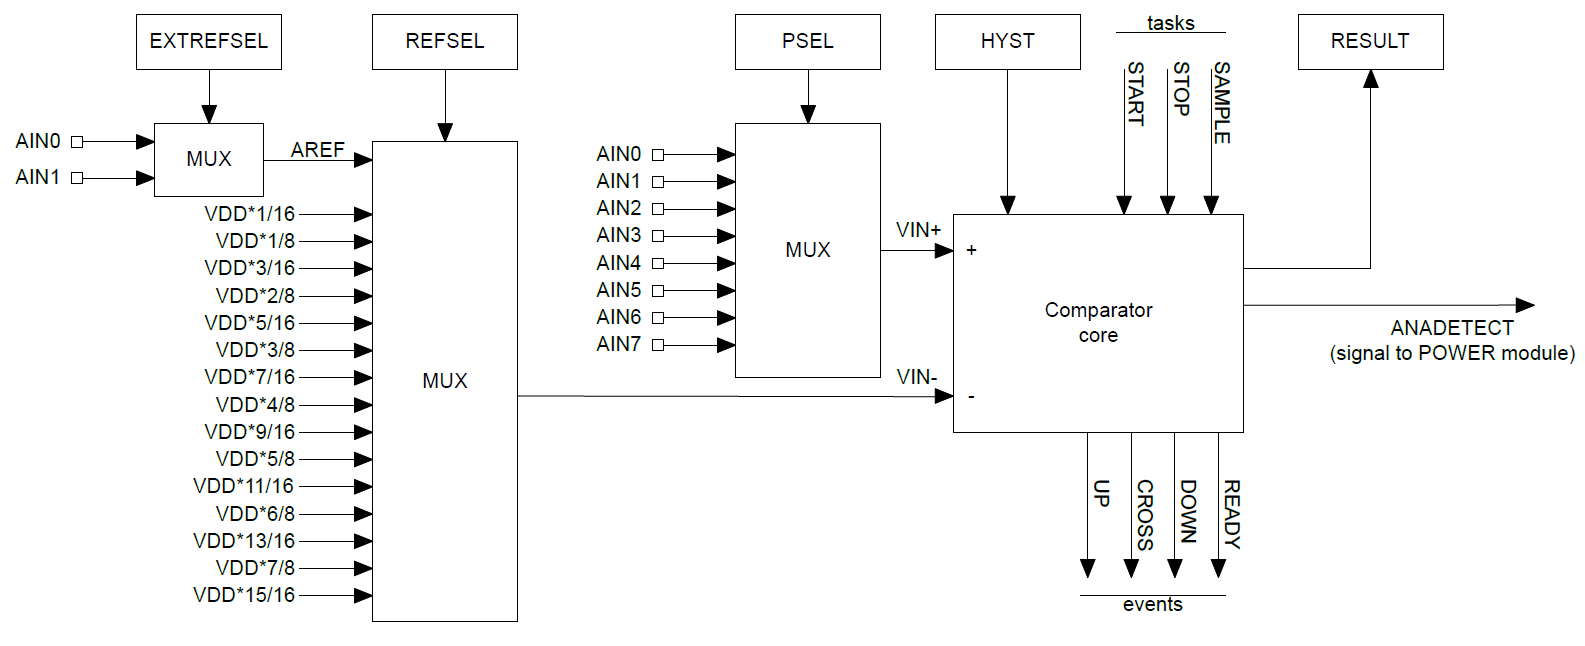 EXTREFSEL
REFSEL
PSEL
HYST
tasks
RESULT
START
STOP
SAMPLE
AIN0
AIN1
MUX
AREF
VDD*1/16
VDD*1/8
VDD*3/16
VDD*2/8
VDD*5/16
VDD*3/8
VDD*7/16
VDD*4/8
VDD*9/16
VDD*5/8
VDD*11/16
VDD*6/8
VDD*13/16
VDD*7/8
VDD*15/16
MUX
AIN0
AIN1
AIN2
AIN3
AIN4
AIN5
AIN6
AIN7
MUX
VIN+
VIN-
+
-
Comparator
core
ANADETECT
(signal to POWER module)
UP
CROSS
DOWN
READY
events